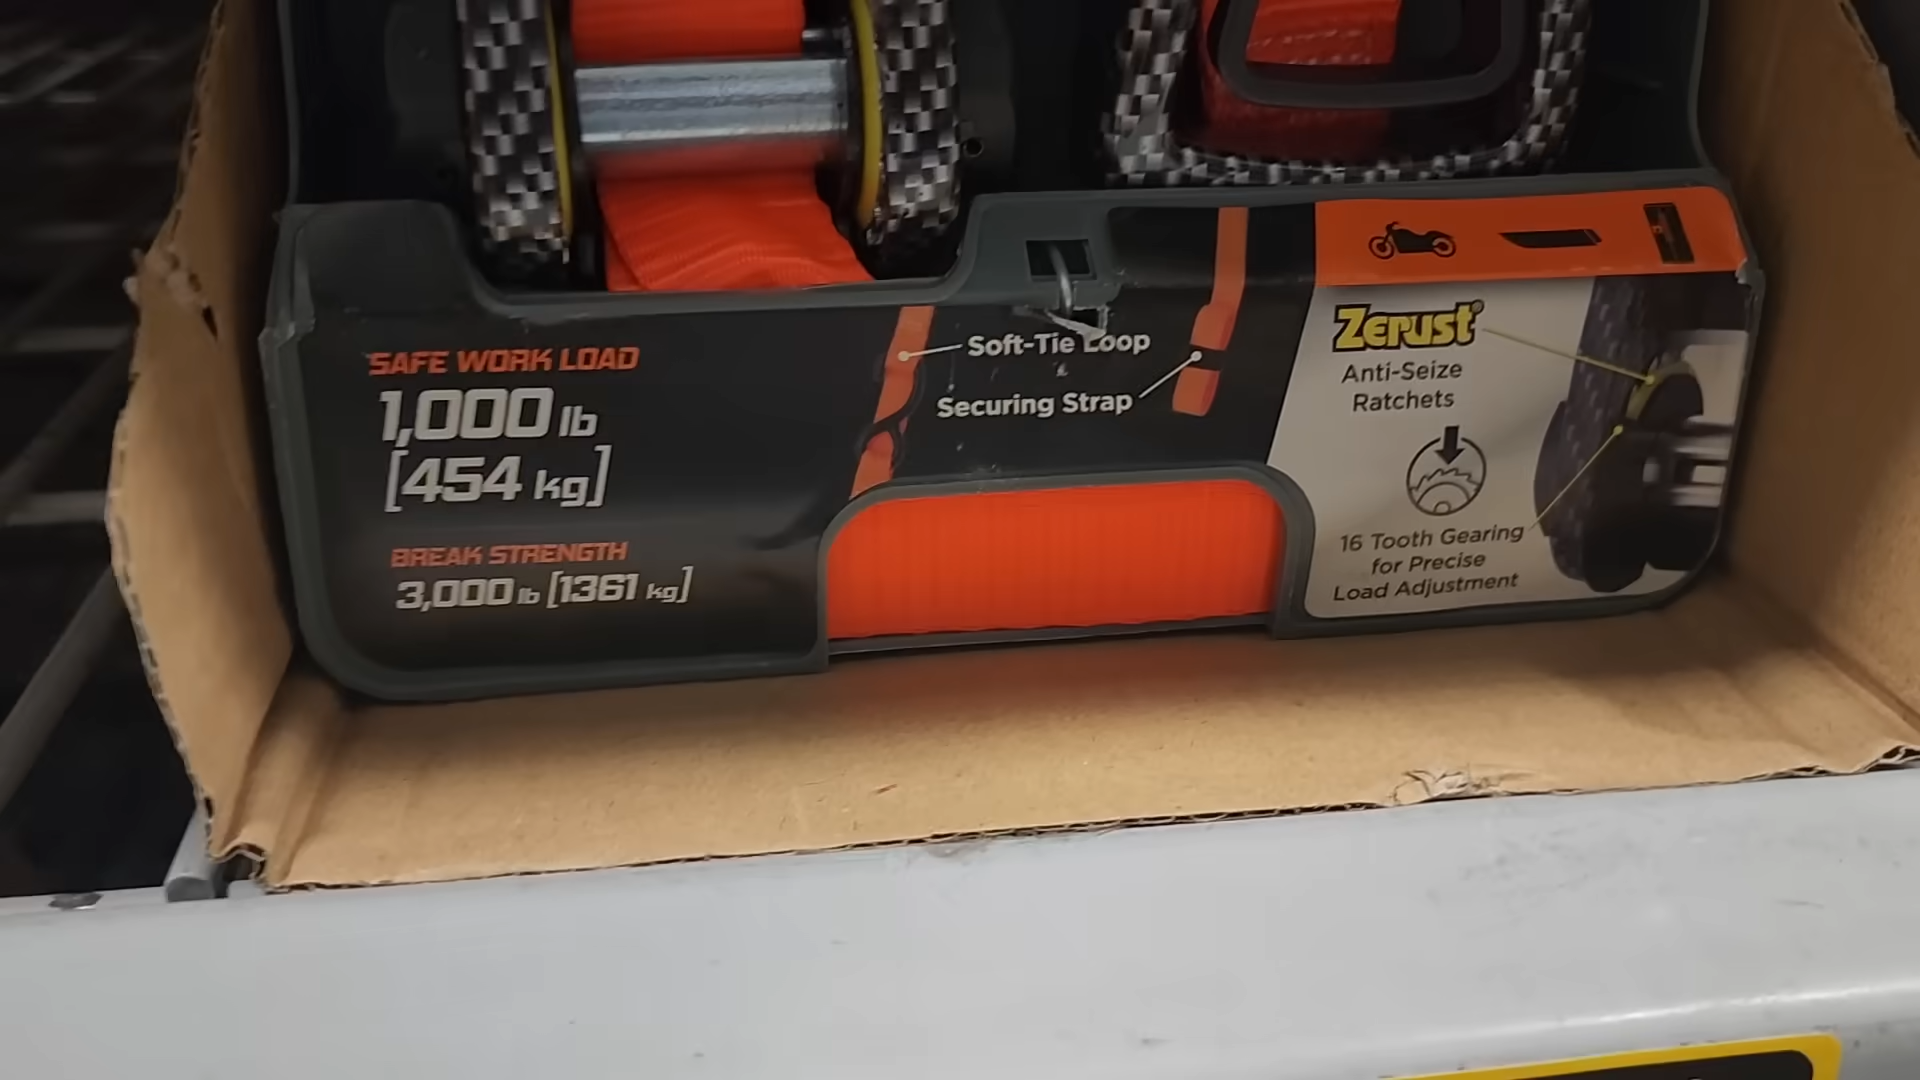 SAFE WORK LOAD
1,000 lb
[454 kg]
BREAK STRENGTH
3,000 lb [1361 kg]
Soft-Tie Loop
&
Securing Strap
Zerust®
Anti-Seize
Ratchets
16 Tooth Gearing
for Precise
Load Adjustment